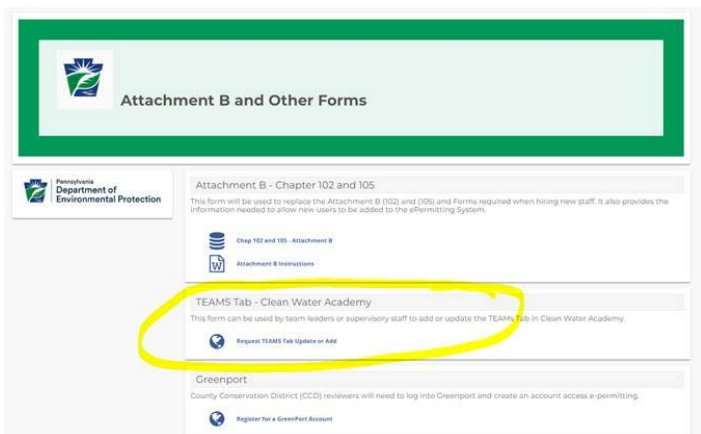 Attachment B and Other Forms
Pennsylvania
Department of
Environmental Protection
Attachment B - Chapter 102 and 105
This form will be used to replace the Attachment B (102) and (105) and Forms required when hiring new staff. It also provides the
information needed to allow new users to be added to the ePermitting System.
Chap 102 and 105 - Attachment B
W
Attachment B Instructions
TEAMS Tab - Clean Water Academy
This form can be used by team leaders or supervisory staff to add or update the TEAMs Tab in Clean Water Academy.
Request TEAMS Tab Update or Add
Greenport
County Conservation District (CCD) reviewers will need to log into Greenport and create an account access e-permitting.
Register for a GreenPort Account